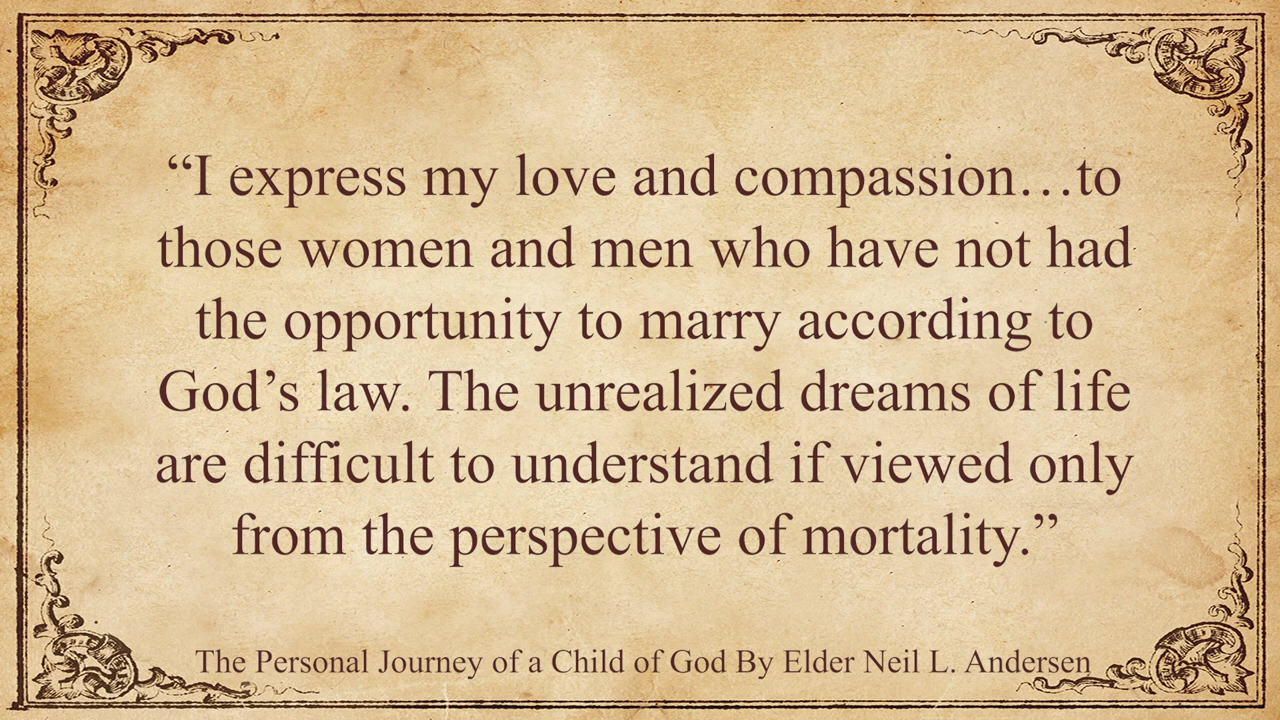 “I express my love and compassion…to
those women and men who have not had
the opportunity to marry according to
God’s law. The unrealized dreams of life
are difficult to understand if viewed only
from the perspective of mortality.”
The Personal Journey of a Child of God By Elder Neil L. Andersen